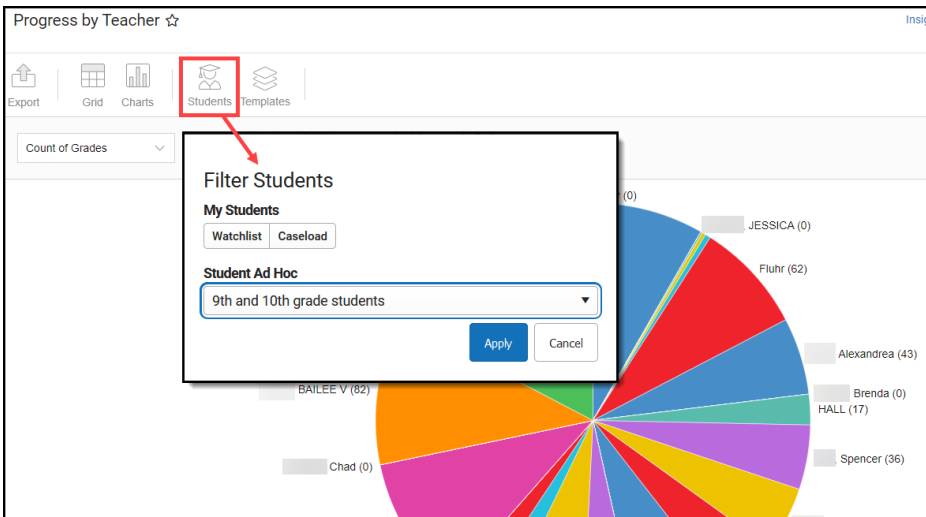 Progress by Teacher
Export
Grid
Charts
Students
Templates
Count of Grades
Filter Students
My Students
Watchlist
Caseload
Student Ad Hoc
9th and 10th grade students
Apply
Cancel
(0)
, JESSICA (0)
Fluhr (62)
Alexandrea (43)
Brenda (0)
HALL (17)
, Spencer (36)
BAILEE V (82)
Chad (0)